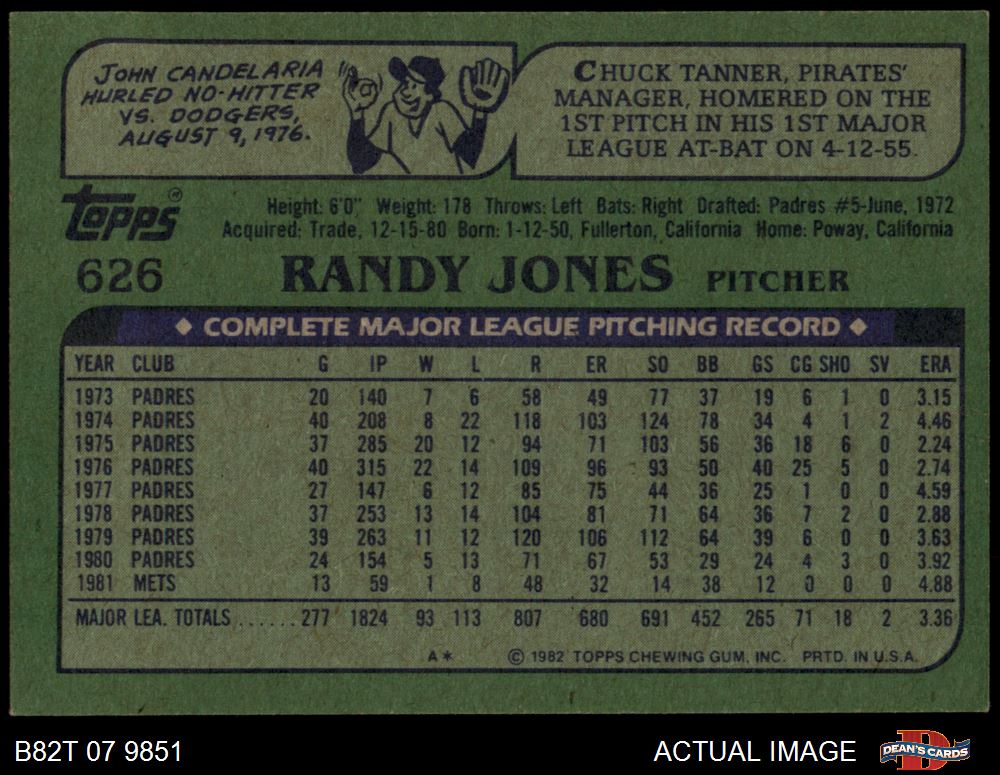 JOHN CANDELARIA
HURLED NO-HITTER
VS. DODGERS,
AUGUST 9, 1976.
CHUCK TANNER, PIRATES'
MANAGER, HOMERED ON THE
1ST PITCH IN HIS 1ST MAJOR
LEAGUE AT-BAT ON 4-12-55.
Topps®
Height: 6'0" Weight: 178 Throws: Left Bats: Right Drafted: Padres #5-June, 1972
Acquired: Trade, 12-15-80 Born: 1-12-50, Fullerton, California Home: Poway, California
626 RANDY JONES PITCHER
◆ COMPLETE MAJOR LEAGUE PITCHING RECORD ◆
YEAR CLUB G IP W L R ER SO BB GS CG SHO SV ERA
1973 PADRES 20 140 7 6 58 49 77 37 19 6 1 0 3.15
1974 PADRES 40 208 8 22 118 103 124 78 34 4 1 2 4.46
1975 PADRES 37 285 20 12 94 71 103 56 36 18 6 0 2.24
1976 PADRES 40 315 22 14 109 96 93 50 40 25 5 0 2.74
1977 PADRES 27 147 6 12 85 75 44 36 25 1 0 0 4.59
1978 PADRES 37 253 13 14 104 81 71 64 36 7 2 0 2.88
1979 PADRES 39 263 11 12 120 106 112 64 39 6 0 0 3.63
1980 PADRES 24 154 5 13 71 67 53 29 24 4 3 0 3.92
1981 METS 13 59 1 8 48 32 14 38 12 0 0 0 4.88
MAJOR LEA. TOTALS ...... 277 1824 93 113 807 680 691 452 265 71 18 2 3.36
A* © 1982 TOPPS CHEWING GUM, INC. PRTD. IN U.S.A.
B82T 07 9851 ACTUAL IMAGE DEAN'S CARDS